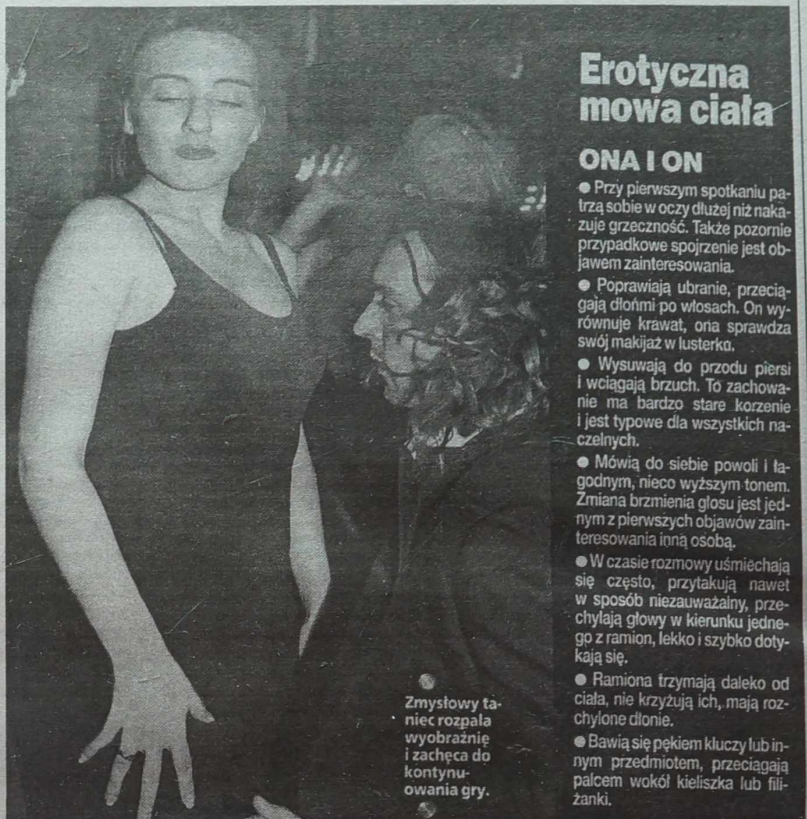 Erotyczna
mowa ciała
ONA I ON
● Przy pierwszym spotkaniu pa-
trzą sobie w oczy dłużej niż naka-
zuje grzeczność. Także pozornie
przypadkowe spojrzenie jest ob-
jawem zainteresowania.
● Poprawiają ubranie, przecią-
gają dłońmi po włosach. On wy-
równuje krawat, ona sprawdza
swój makijaż w lusterko.
● Wysuwają do przodu piersi
i wciągają brzuch. To zachowa-
nie ma bardzo stare korzenie
i jest typowe dla wszystkich na-
czelnych.
● Mówią do siebie powoli i ła-
godnym, nieco wyższym tonem.
Zmiana brzmienia głosu jest jed-
nym z pierwszych objawów zain-
teresowania inną osobą.
● W czasie rozmowy uśmiechają
się często, przytakują nawet
w sposób niezauważalny, prze-
chylają głowy w kierunku jedne-
go z ramion, lekko i szybko doty-
kają się.
● Ramiona trzymają daleko od
ciała, nie krzyżują ich, mają roz-
chylone dłonie.
● Bawią się pękiem kluczy lub in-
nym przedmiotem, przeciągają
palcem wokół kieliszka lub fili-
żanki.
Zmysłowy ta-
niec rozpala
wyobraźnię
i zachęca do
kontynu-
owania gry.